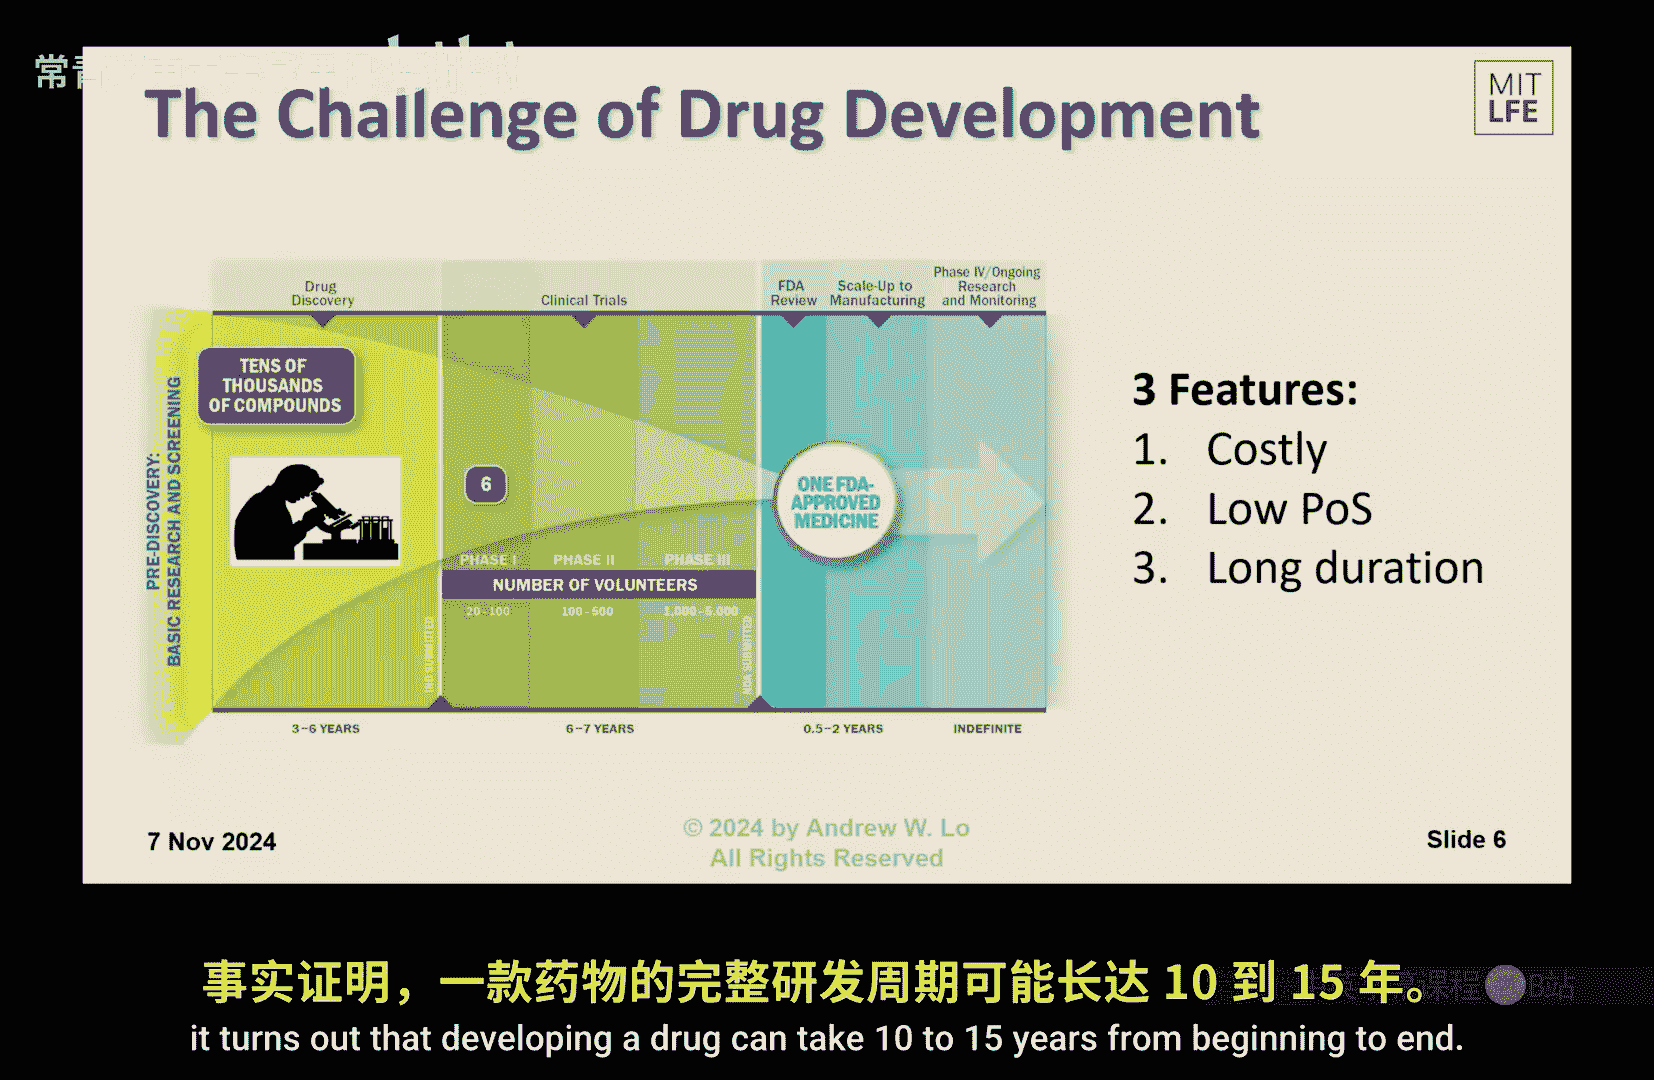 常
The Challenge of Drug Development
MIT
LFE
Drug
Discovery
Clinical Trials
FDA
Review
Scale-Up to
Manufacturing
Phase IV/Ongoing
Research
and Monitoring
PRE-DISCOVERY:
BASIC RESEARCH AND SCREENING
TENS OF
THOUSANDS
OF COMPOUNDS
6
ONE FDA-
APPROVED
MEDICINE
PHASE I
PHASE II
PHASE III
NUMBER OF VOLUNTEERS
20-100
100-500
1,000-5,000
IND SUBMITTED
NDA SUBMITTED
3–6 YEARS
6–7 YEARS
0.5–2 YEARS
INDEFINITE
3 Features:
1. Costly
2. Low PoS
3. Long duration
7 Nov 2024
© 2024 by Andrew W. Lo
All Rights Reserved
Slide 6
事实证明，一款药物的完整研发周期可能长达 10 到 15 年。
it turns out that developing a drug can take 10 to 15 years from beginning to end.